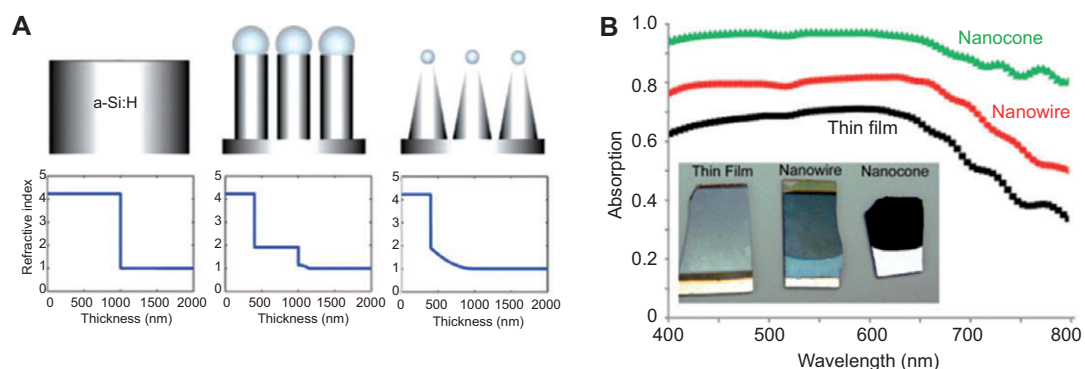 A
a-Si:H
Refractive index
5
4
3
2
1
0 500 1000 1500 2000
Thickness (nm)
5
4
3
2
1
0 500 1000 1500 2000
Thickness (nm)
5
4
3
2
1
0 500 1000 1500 2000
Thickness (nm)
B
Absorption
1.0
0.8
0.6
0.4
0.2
0
400 500 600 700 800
Wavelength (nm)
Nanocone
Nanowire
Thin film
Thin Film Nanowire Nanocone